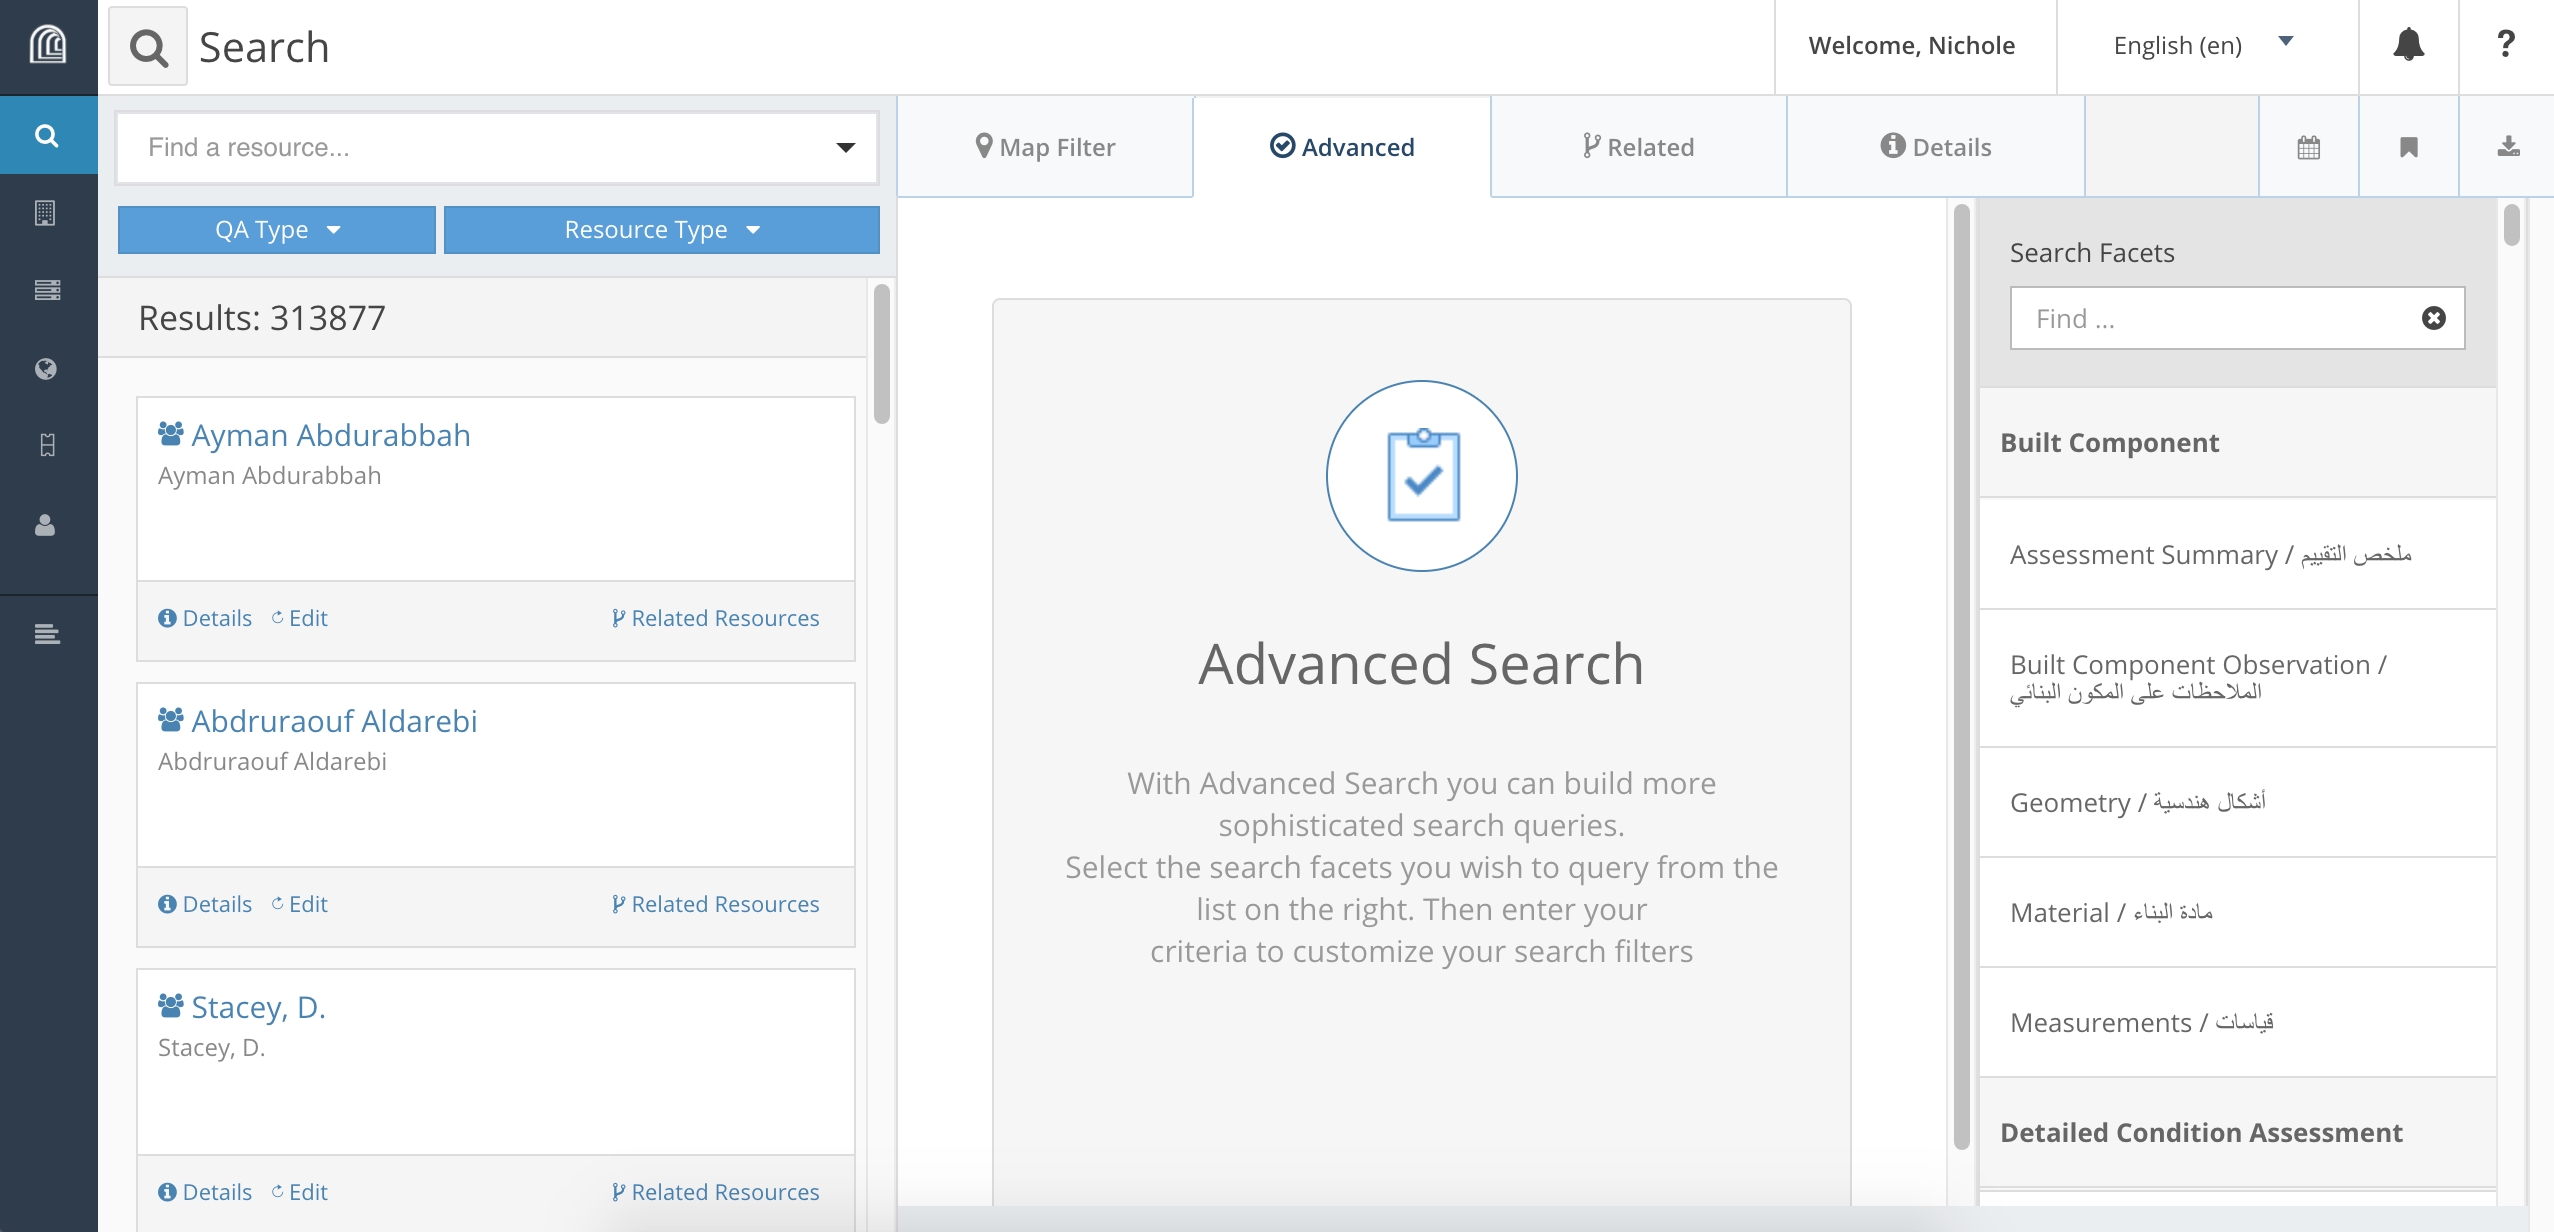 Search
Welcome, Nichole
English (en)
?
Find a resource...
QA Type
Resource Type
Map Filter
Advanced
Related
Details
Results: 313877
Ayman Abdurabbah
Ayman Abdurabbah
Details Edit Related Resources
Abdruraouf Aldarebi
Abdruraouf Aldarebi
Details Edit Related Resources
Stacey, D.
Stacey, D.
Details Edit Related Resources
Advanced Search
With Advanced Search you can build more
sophisticated search queries.
Select the search facets you wish to query from the
list on the right. Then enter your
criteria to customize your search filters
Search Facets
Find ...
Built Component
Assessment Summary / ملخص التقييم
Built Component Observation /
الملاحظات على المكون البنائي
Geometry / أشكال هندسية
Material / مادة البناء
Measurements / قياسات
Detailed Condition Assessment